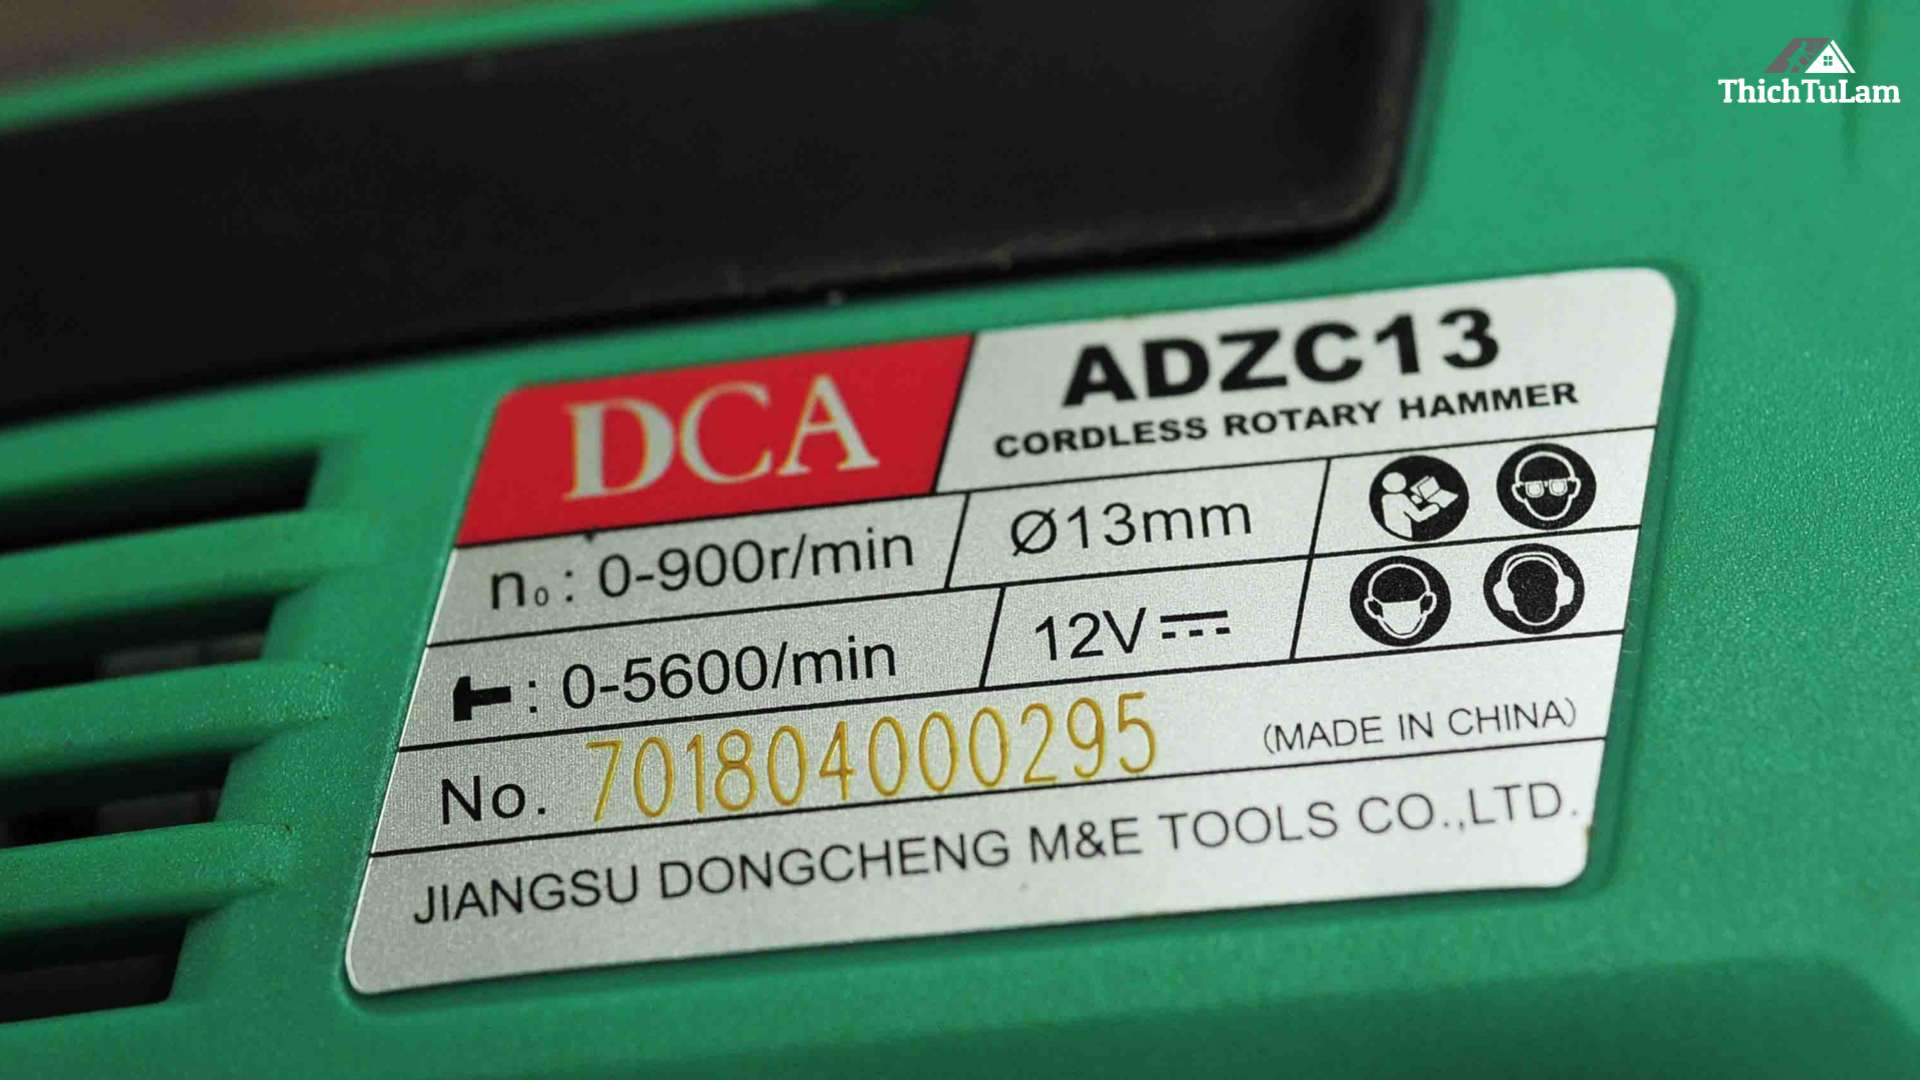 ThichTuLam
DCA
ADZC13
CORDLESS ROTARY HAMMER
n₀: 0-900r/min
Ø13mm
: 0-5600/min
12V
No. 701804000295
(MADE IN CHINA)
JIANGSU DONGCHENG M&E TOOLS CO.,LTD.